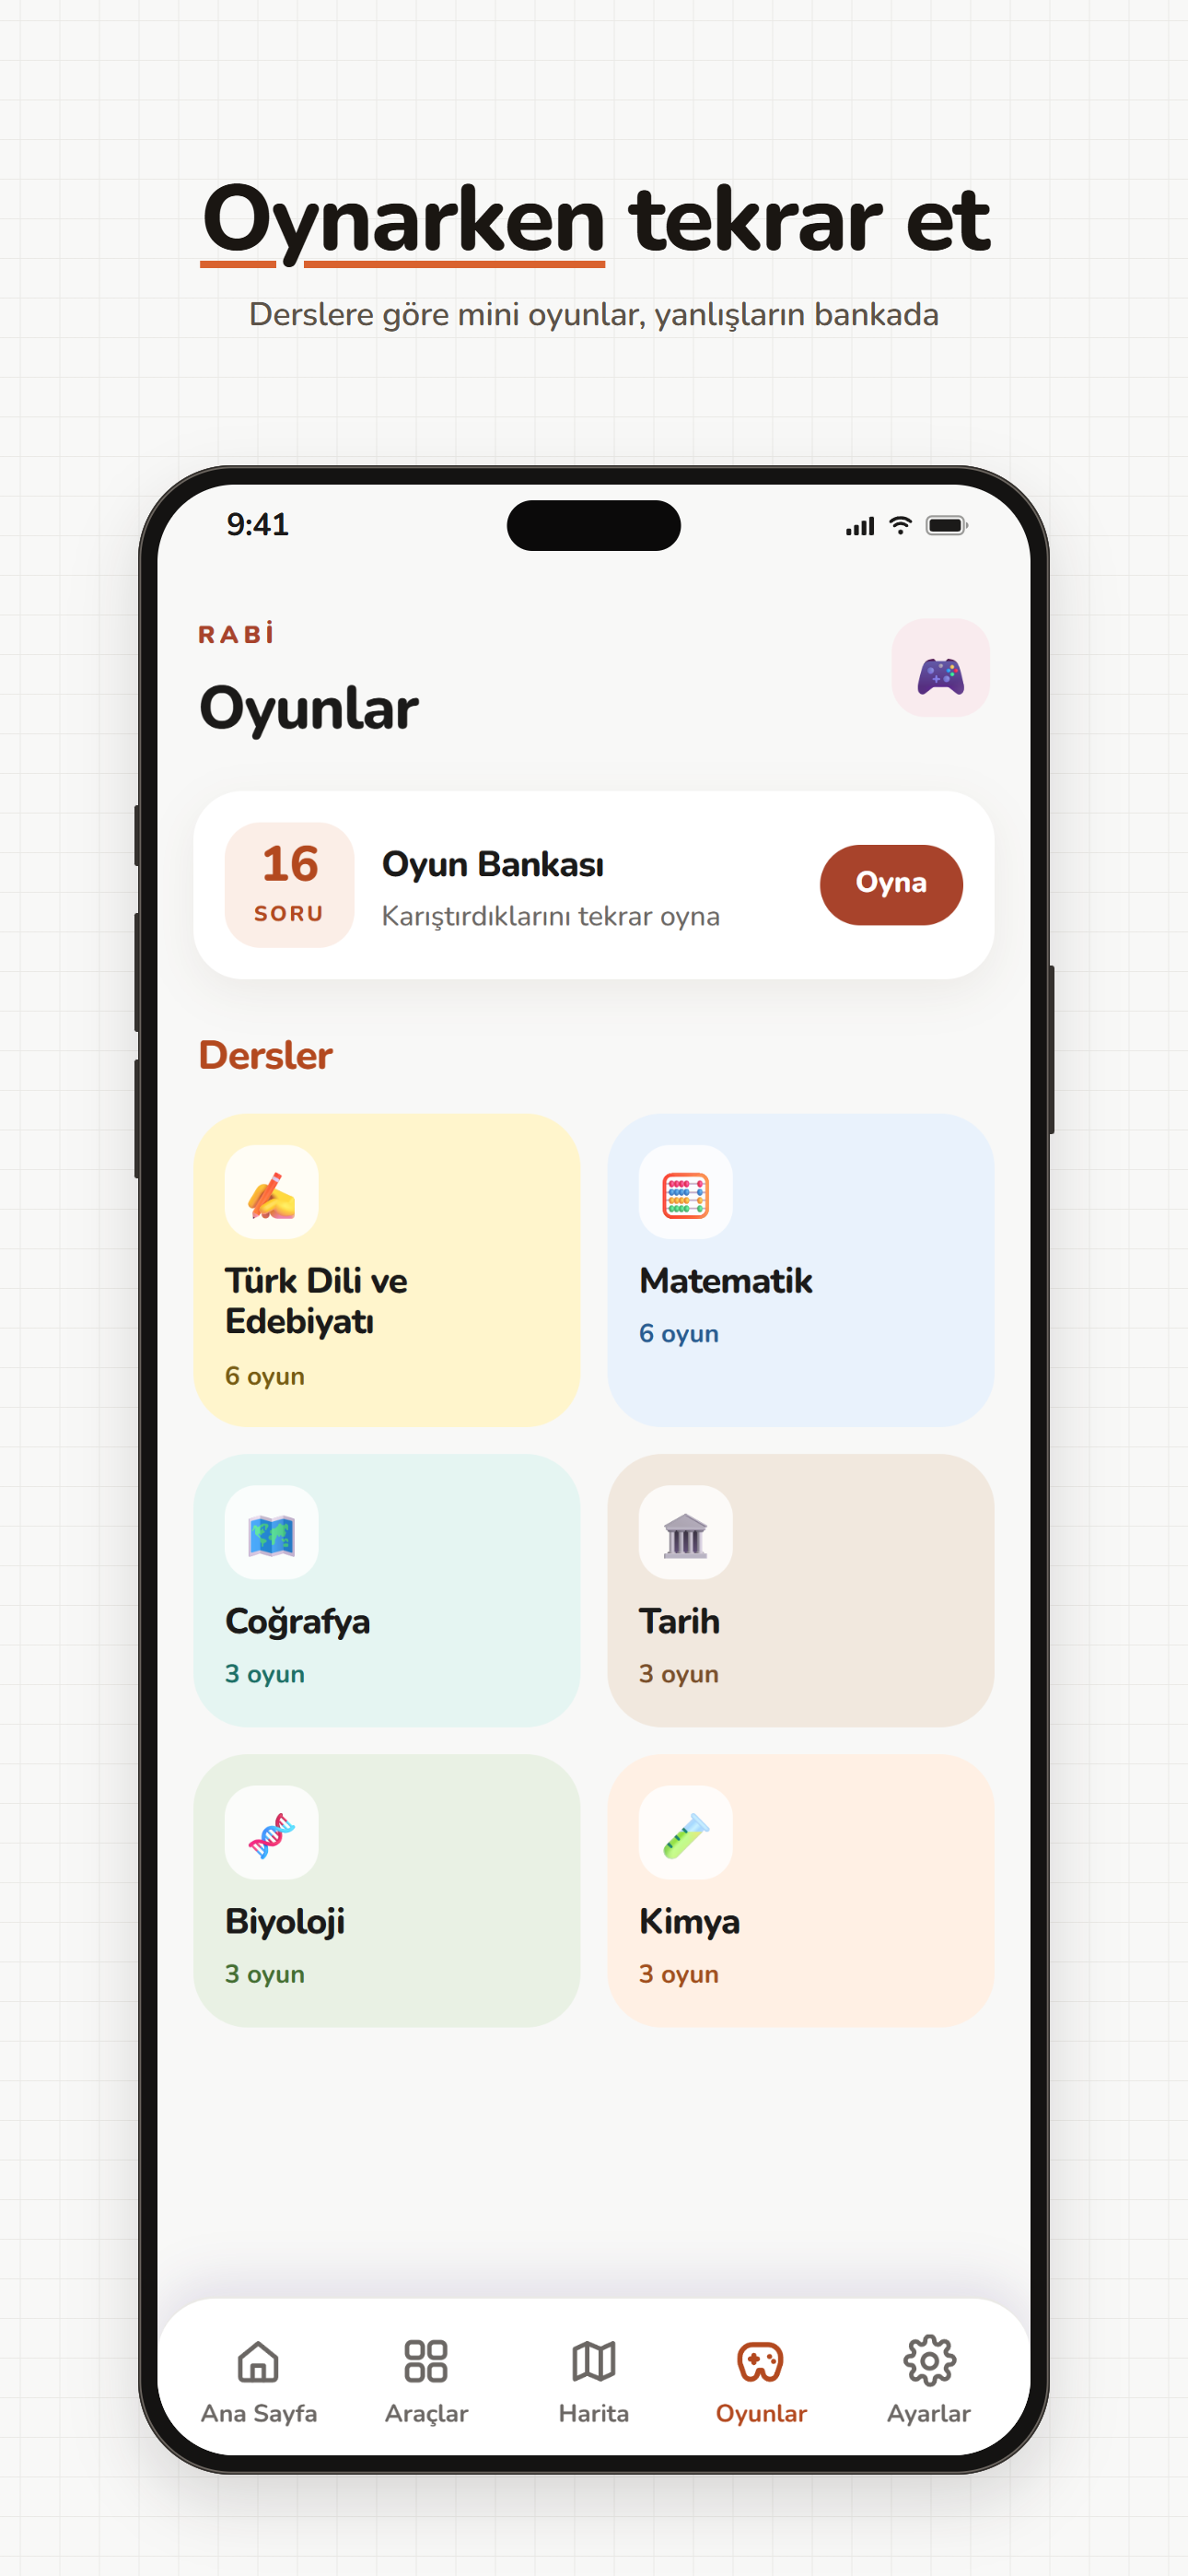 Oynarken tekrar et
Derslere göre mini oyunlar, yanlışların bankada
9:41
RABİ
Oyunlar
16
SORU
Oyun Bankası
Karıştırdıklarını tekrar oyna
Oyna
Dersler
Türk Dili ve
Edebiyatı
6 oyun
Matematik
6 oyun
Coğrafya
3 oyun
Tarih
3 oyun
Biyoloji
3 oyun
Kimya
3 oyun
Ana Sayfa
Araçlar
Harita
Oyunlar
Ayarlar